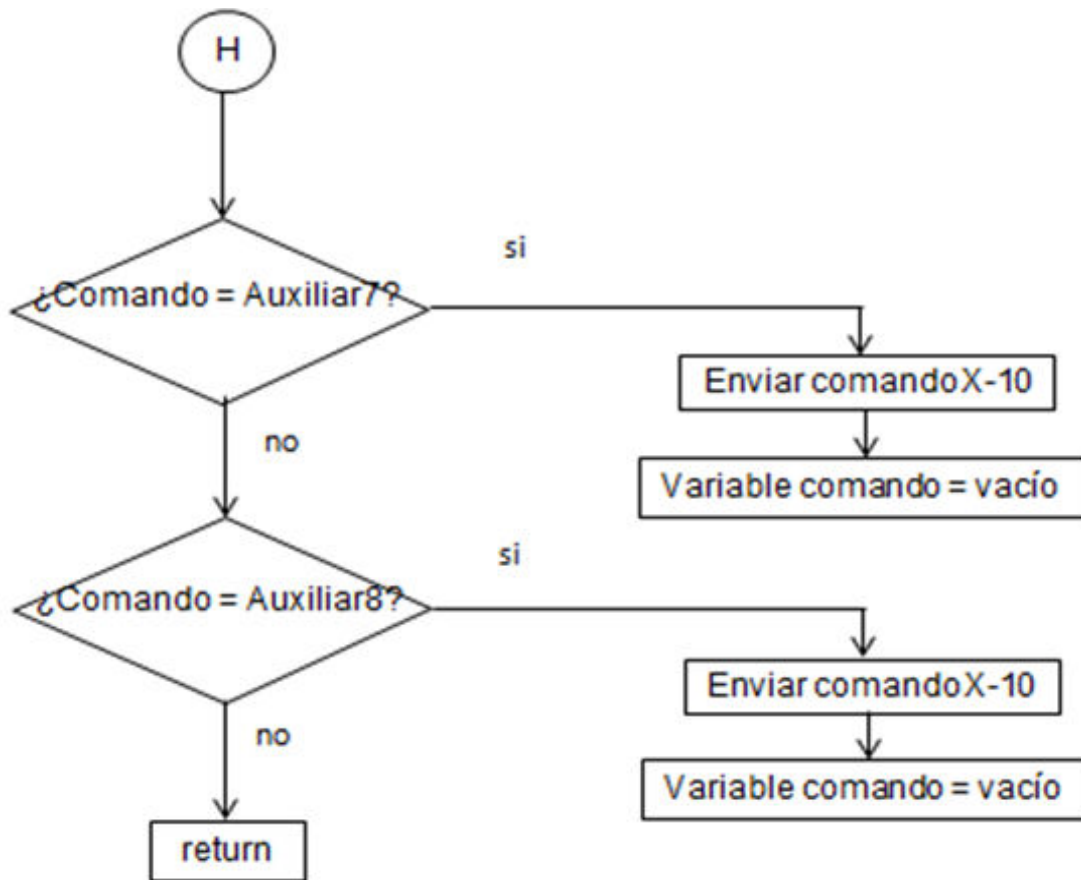 H
¿Comando = Auxiliar7?
si
Enviar comando X-10
Variable comando = vacío
no
¿Comando = Auxiliar8?
si
Enviar comando X-10
Variable comando = vacío
no
return